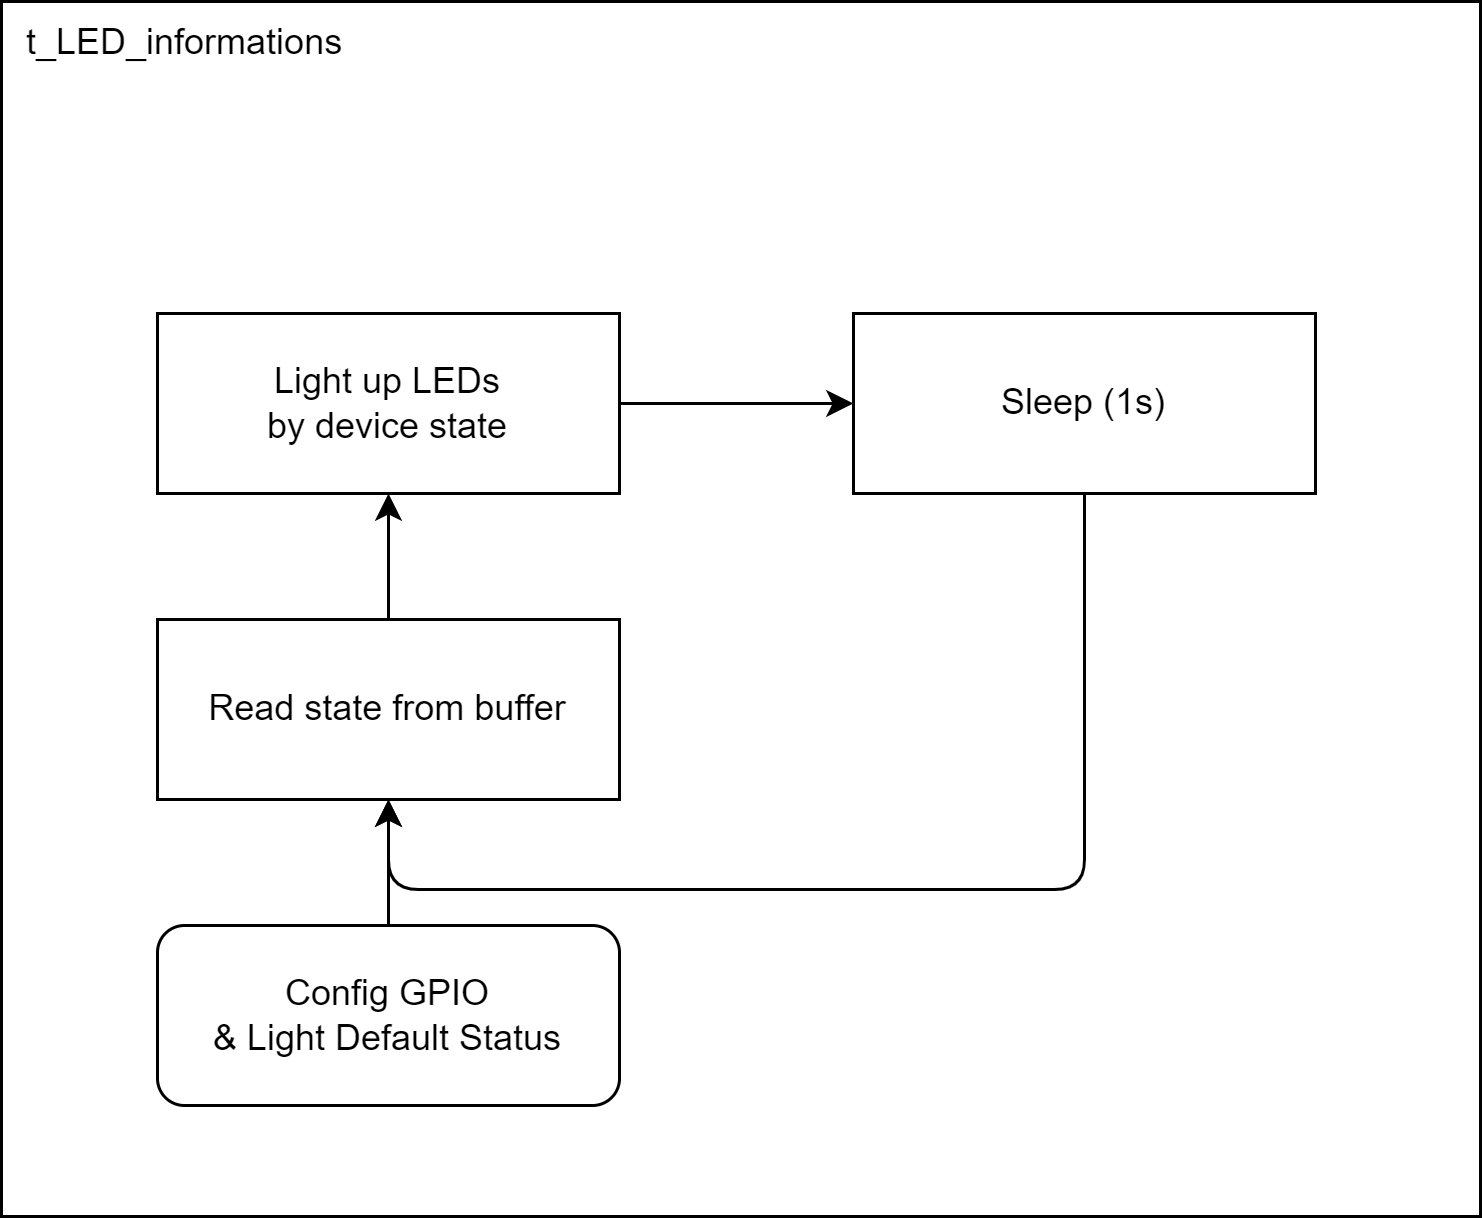 t_LED_informations
Light up LEDs
by device state
Sleep (1s)
Read state from buffer
Config GPIO
& Light Default Status